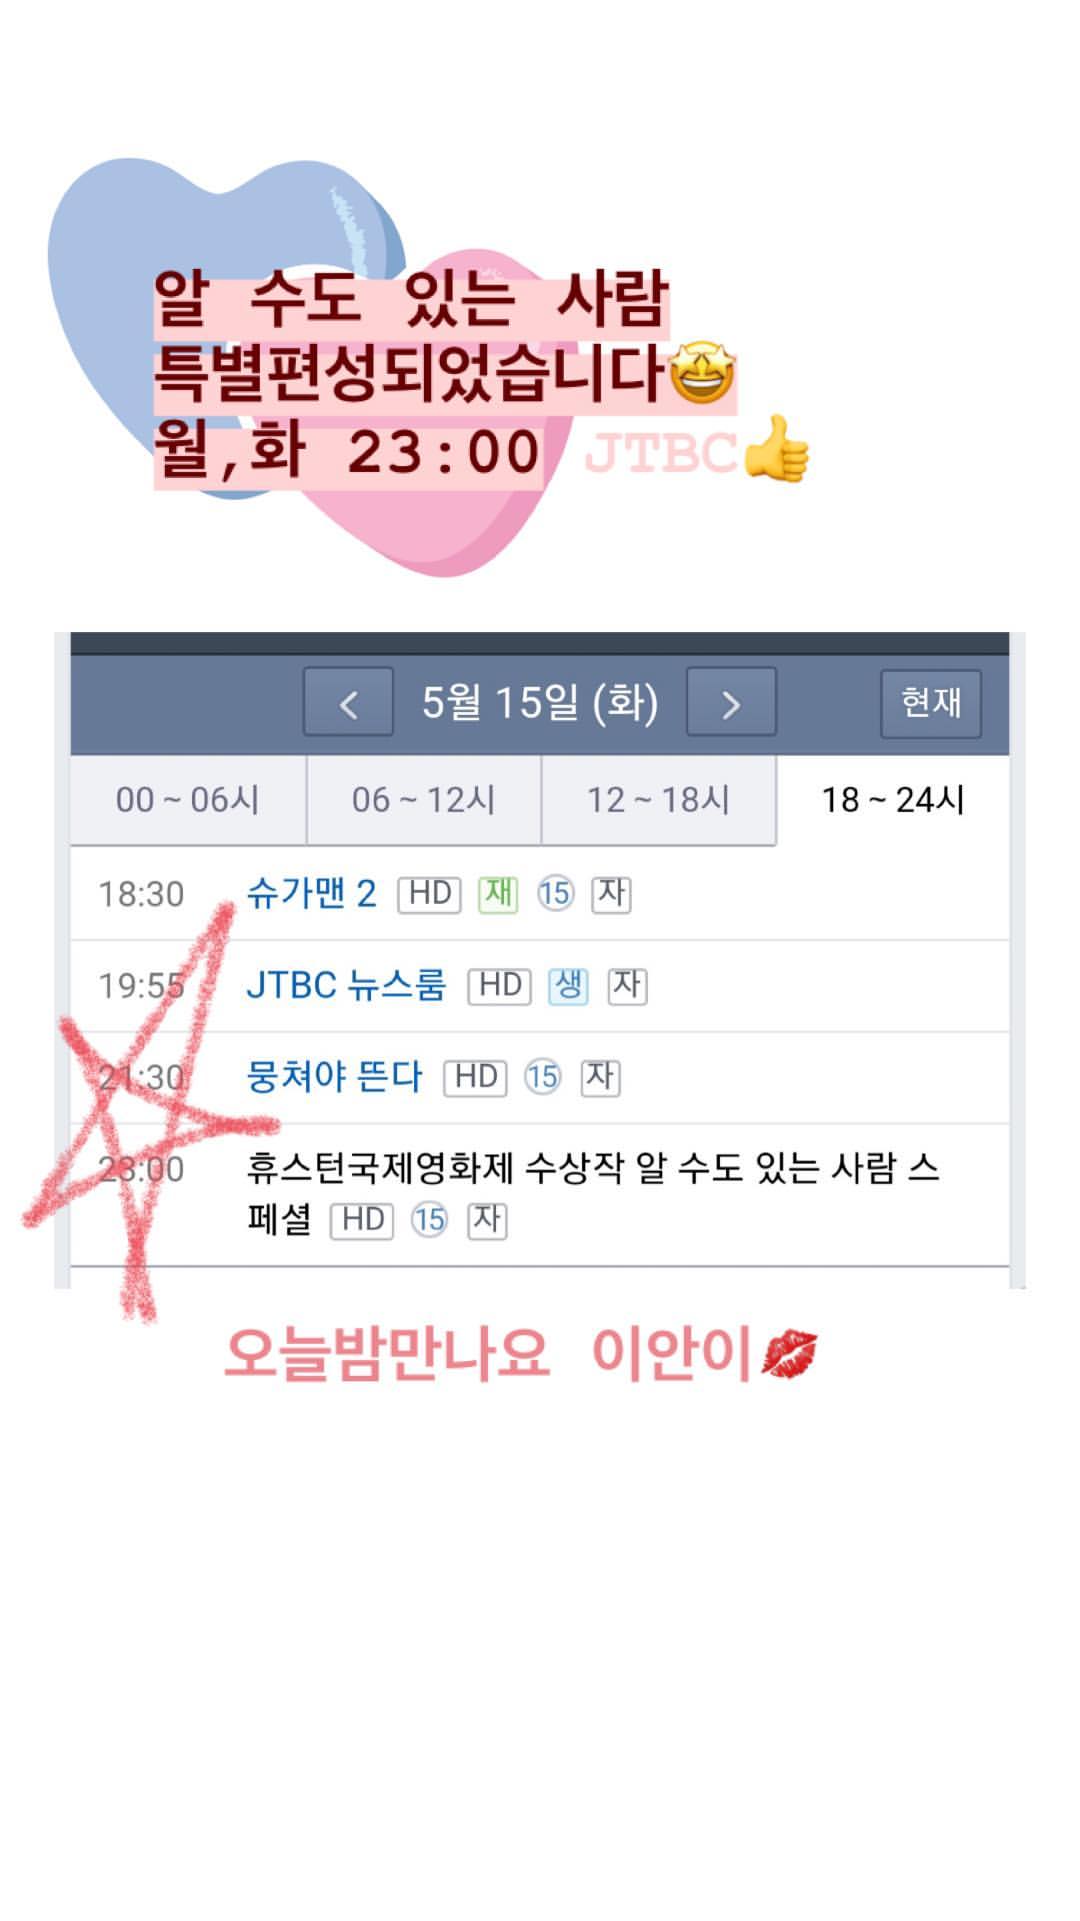 알 수도 있는 사람
특별편성되었습니다🤩
월,화 23:00 JTBC👍
< 5월 15일 (화) > 현재
00 ~ 06시 06 ~ 12시 12 ~ 18시 18 ~ 24시
18:30 슈가맨 2 HD 재 15 자
19:55 JTBC 뉴스룸 HD 생 자
21:30 뭉쳐야 뜬다 HD 15 자
23:00 휴스턴국제영화제 수상작 알 수도 있는 사람 스
페셜 HD 15 자
오늘밤만나요 이안이💋